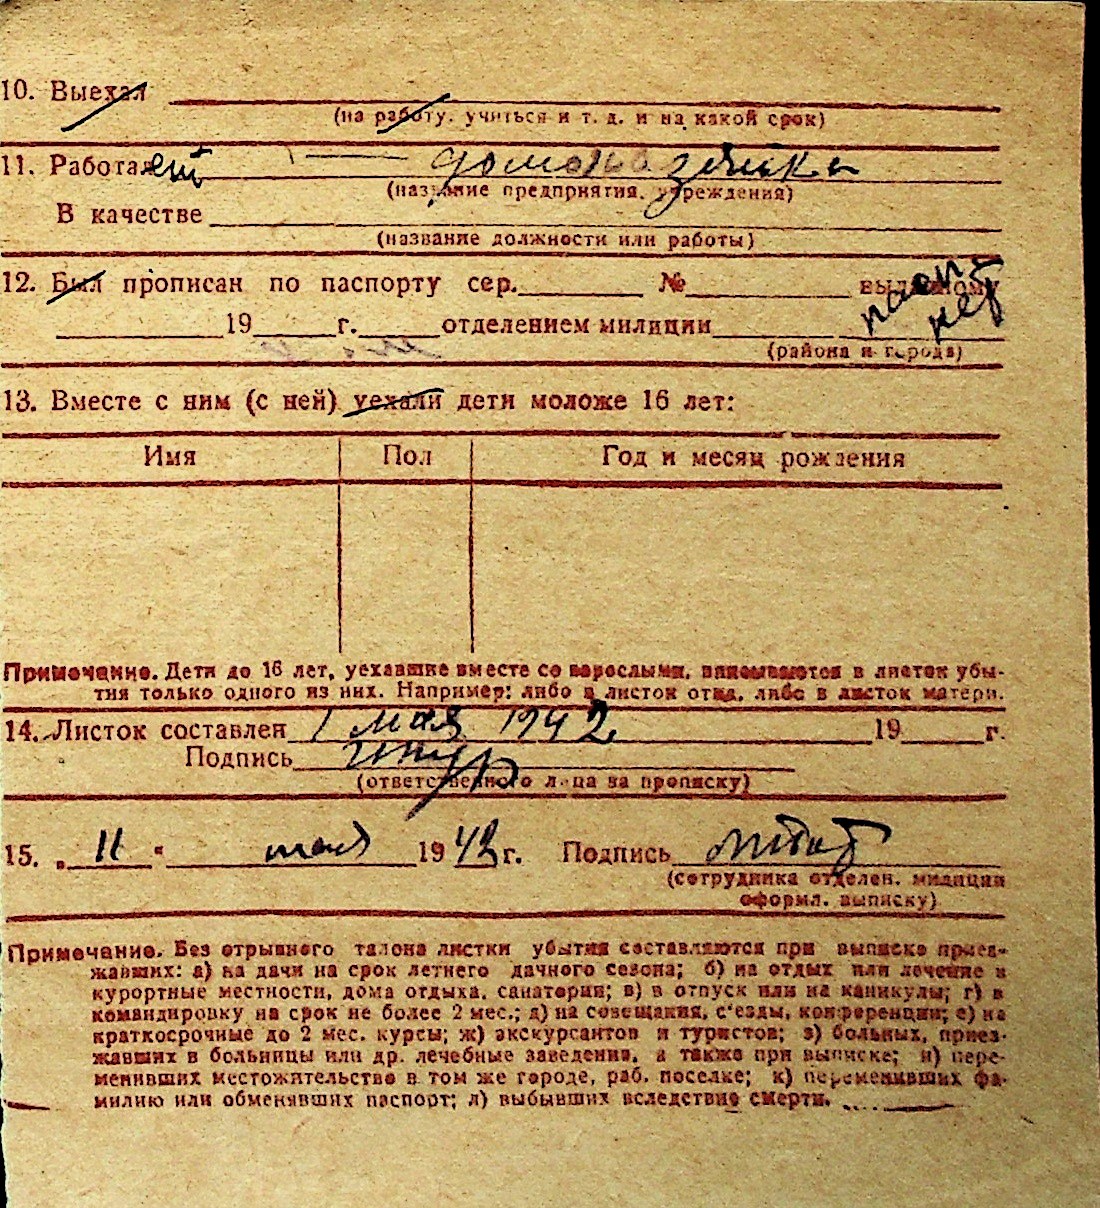 10. Выехал
(на работу, учиться и т. д. и на какой срок)
11. Работает — домохозяйка
(название предприятия, учреждения)
В качестве
(название должности или работы)
12. Был прописан по паспорту сер. № выданному
пасп. нет
19 г. отделением милиции
(района и города)
13. Вместе с ним (с ней) уехали дети моложе 16 лет:
Имя Пол Год и месяц рождения
Примечание. Дети до 16 лет, уехавшие вместе со взрослыми, вписываются в листок убы-
тия только одного из них. Например: либо в листок отца, либо в листок матери.
14. Листок составлен 1 мая 1942 19 г.
Подпись
(ответственного лица за прописку)
15. „ 11 “ мая 1942 г. Подпись
(сотрудника отделен. милиции
оформл. выписку)
Примечание. Без отрывного талона листки убытия составляются при выписке приез-
жавших: а) на дачи на срок летнего дачного сезона; б) на отдых или лечение в
курортные местности, дома отдыха, санатории; в) в отпуск или на каникулы; г) в
командировку на срок не более 2 мес.; д) на совещания, с'езды, конференции; е) на
краткосрочные до 2 мес. курсы; ж) экскурсантов и туристов; з) больных, приез-
жавших в больницы или др. лечебные заведения, а также при выписке; и) пере-
менивших местожительство в том же городе, раб. поселке; к) переменивших фа-
милию или обменявших паспорт; л) выбывших вследствие смерти.